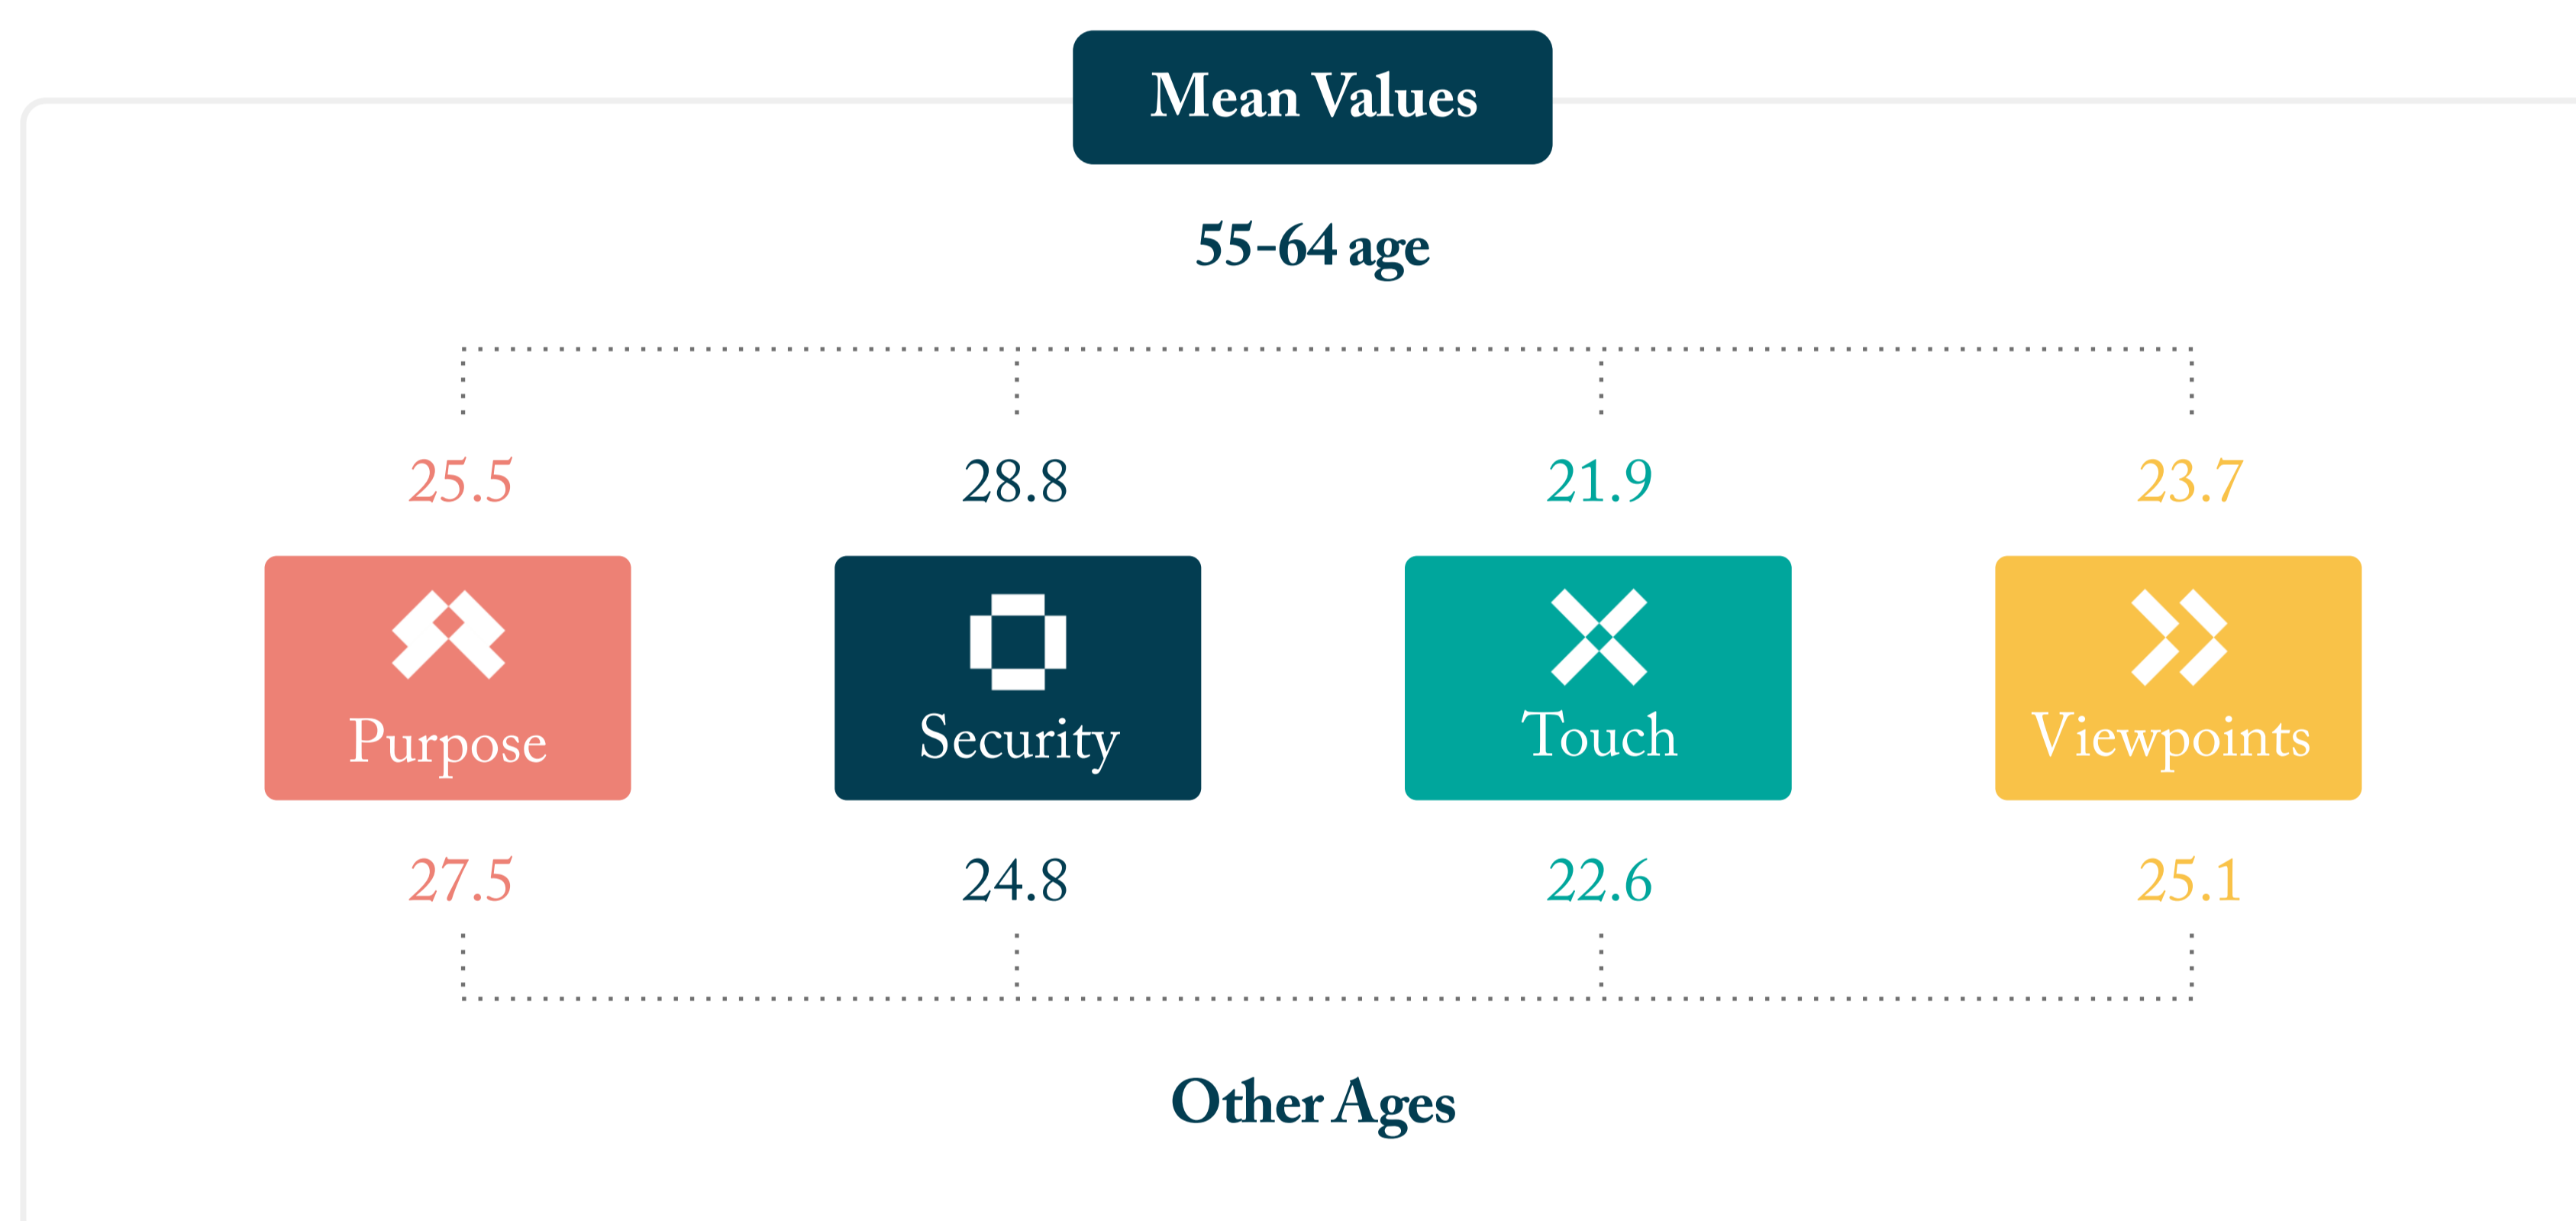 Mean Values
55-64 age
25.5 28.8 21.9 23.7
Purpose Security Touch Viewpoints
27.5 24.8 22.6 25.1
Other Ages